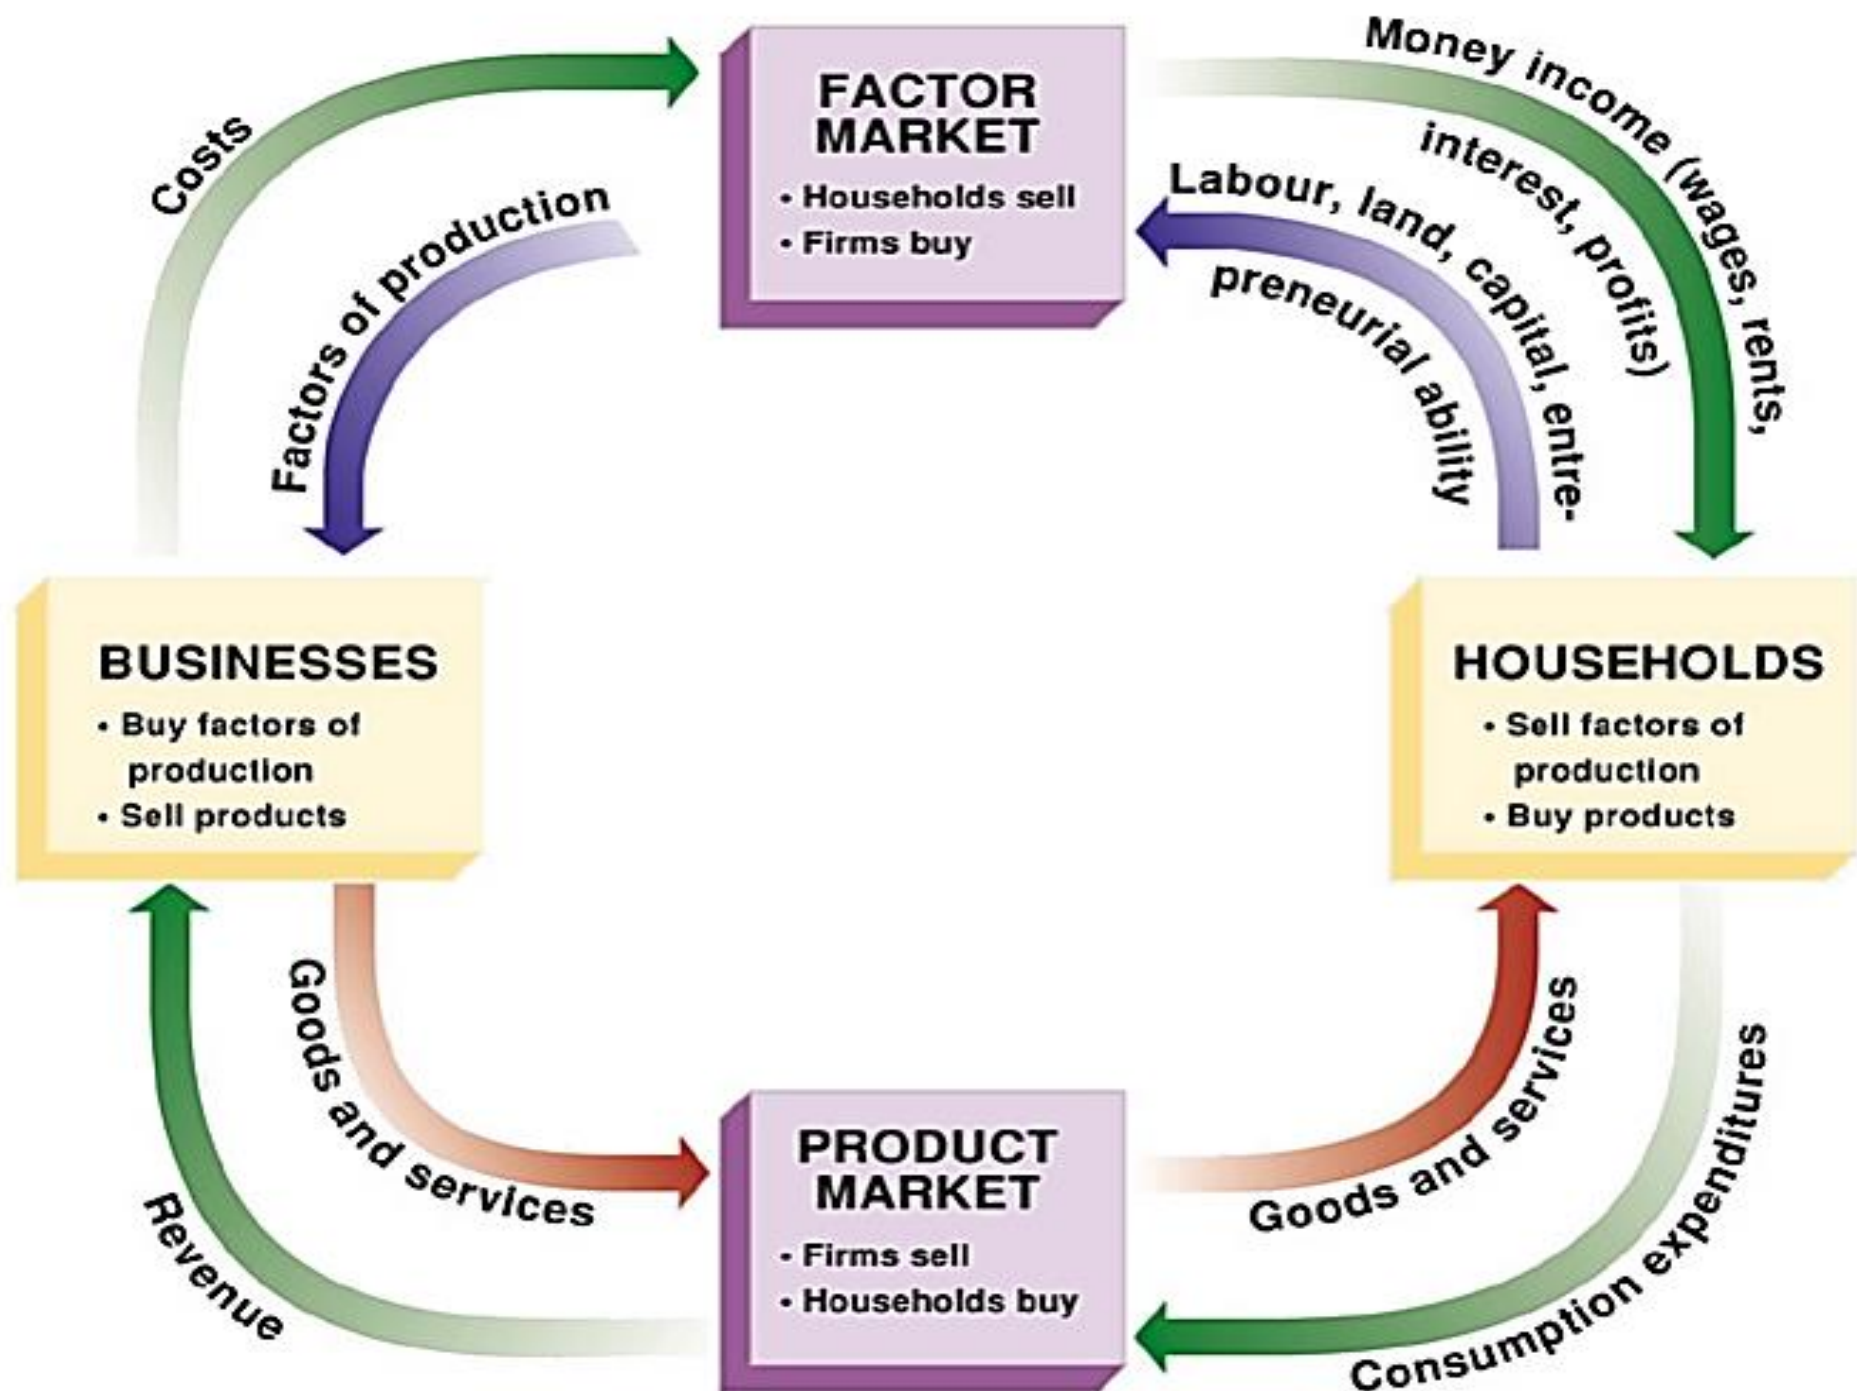 Costs
FACTOR
MARKET
• Households sell
• Firms buy
Money income (wages, rents,
interest, profits)
Labour, land, capital, entre-
preneurial ability
Factors of production
BUSINESSES
• Buy factors of
production
• Sell products
HOUSEHOLDS
• Sell factors of
production
• Buy products
Goods and services
Revenue
PRODUCT
MARKET
• Firms sell
• Households buy
Goods and services
Consumption expenditures